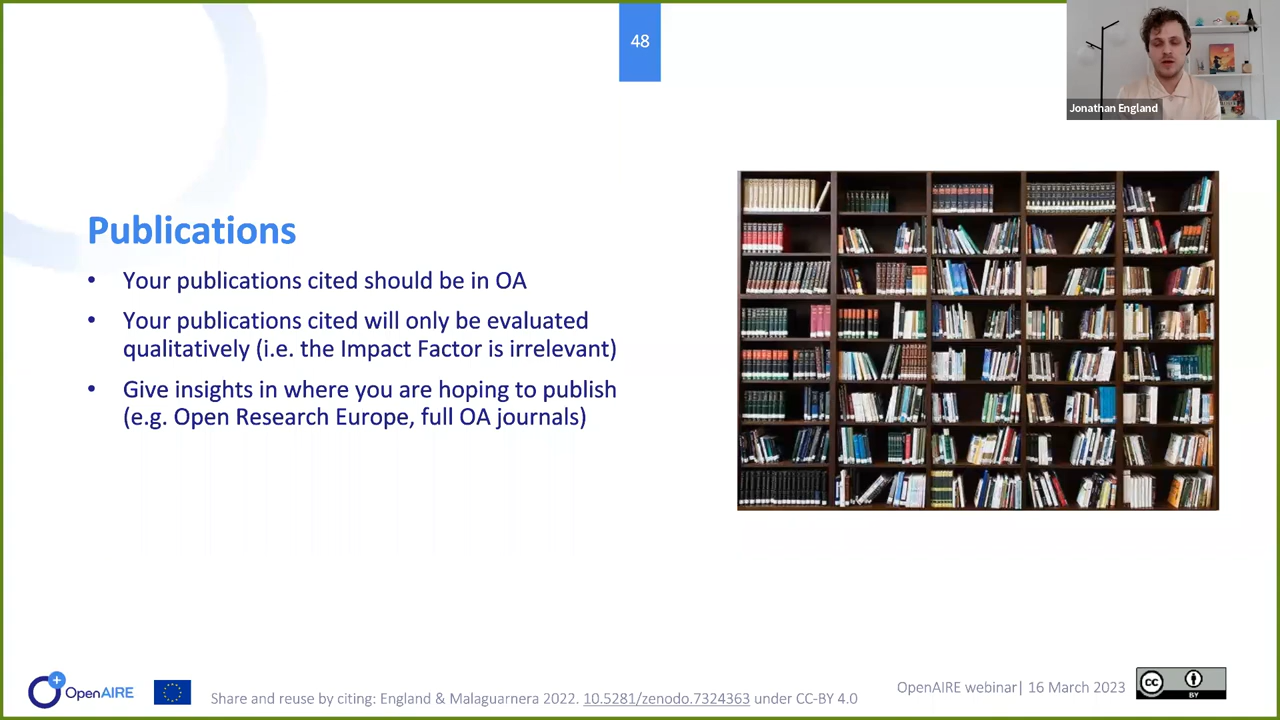 48
Jonathan England
Publications
• Your publications cited should be in OA
• Your publications cited will only be evaluated
qualitatively (i.e. the Impact Factor is irrelevant)
• Give insights in where you are hoping to publish
(e.g. Open Research Europe, full OA journals)
OpenAIRE
Share and reuse by citing: England & Malaguarnera 2022. 10.5281/zenodo.7324363 under CC-BY 4.0
OpenAIRE webinar| 16 March 2023
CC
BY